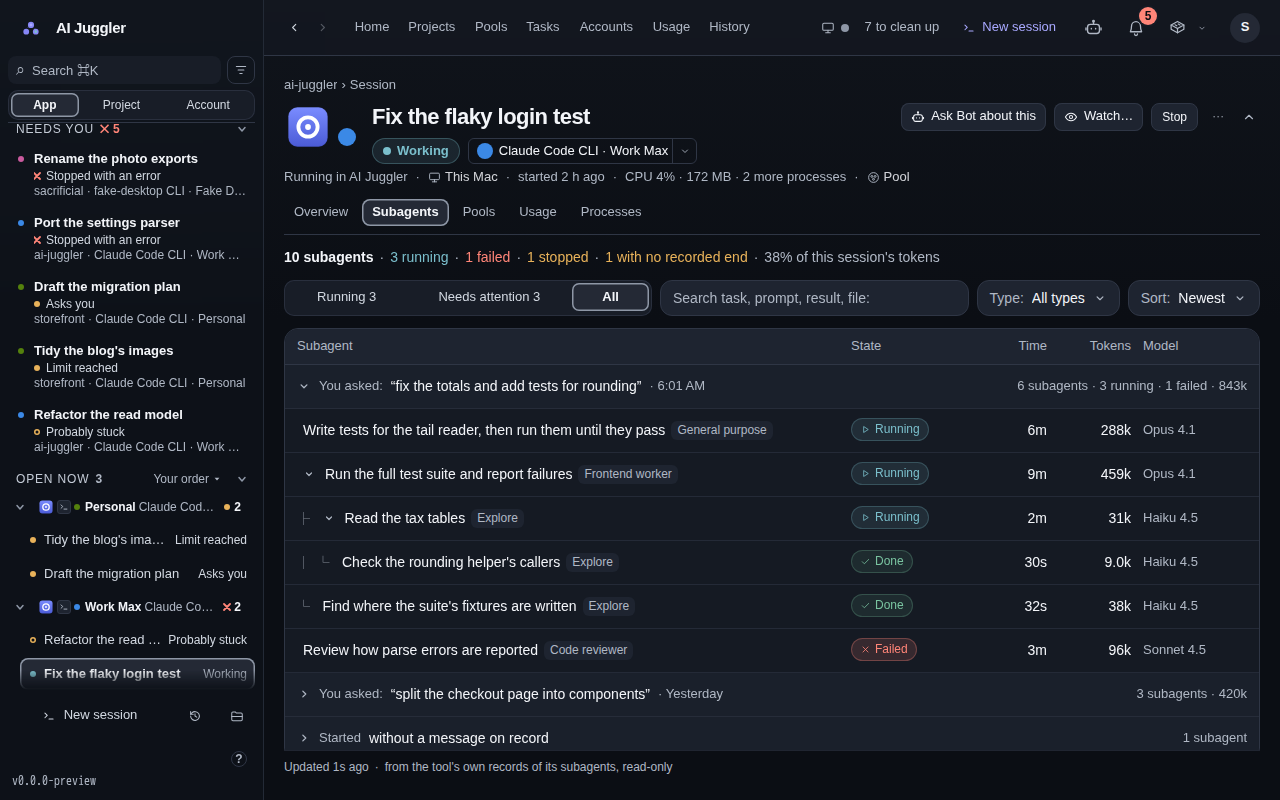 AI Juggler
Search ⌘K
App Project Account
NEEDS YOU 5
Rename the photo exports
Stopped with an error
sacrificial · fake-desktop CLI · Fake D…
Port the settings parser
Stopped with an error
ai-juggler · Claude Code CLI · Work …
Draft the migration plan
Asks you
storefront · Claude Code CLI · Personal
Tidy the blog's images
Limit reached
storefront · Claude Code CLI · Personal
Refactor the read model
Probably stuck
ai-juggler · Claude Code CLI · Work …
OPEN NOW 3 Your order
Personal Claude Cod… 2
Tidy the blog's ima… Limit reached
Draft the migration plan Asks you
Work Max Claude Co… 2
Refactor the read … Probably stuck
Fix the flaky login test Working
New session
?
v0.0.0-preview
Home Projects Pools Tasks Accounts Usage History 7 to clean up New session 5 S
ai-juggler › Session
Fix the flaky login test
Ask Bot about this Watch… Stop ···
Working Claude Code CLI · Work Max
Running in AI Juggler · This Mac · started 2 h ago · CPU 4% · 172 MB · 2 more processes · Pool
Overview Subagents Pools Usage Processes
10 subagents · 3 running · 1 failed · 1 stopped · 1 with no recorded end · 38% of this session's tokens
Running 3 Needs attention 3 All Search task, prompt, result, file: Type: All types Sort: Newest
Subagent State Time Tokens Model
You asked: “fix the totals and add tests for rounding” · 6:01 AM 6 subagents · 3 running · 1 failed · 843k
Write tests for the tail reader, then run them until they pass General purpose Running 6m 288k Opus 4.1
Run the full test suite and report failures Frontend worker Running 9m 459k Opus 4.1
Read the tax tables Explore Running 2m 31k Haiku 4.5
Check the rounding helper's callers Explore Done 30s 9.0k Haiku 4.5
Find where the suite's fixtures are written Explore Done 32s 38k Haiku 4.5
Review how parse errors are reported Code reviewer Failed 3m 96k Sonnet 4.5
You asked: “split the checkout page into components” · Yesterday 3 subagents · 420k
Started without a message on record 1 subagent
Updated 1s ago · from the tool's own records of its subagents, read-only